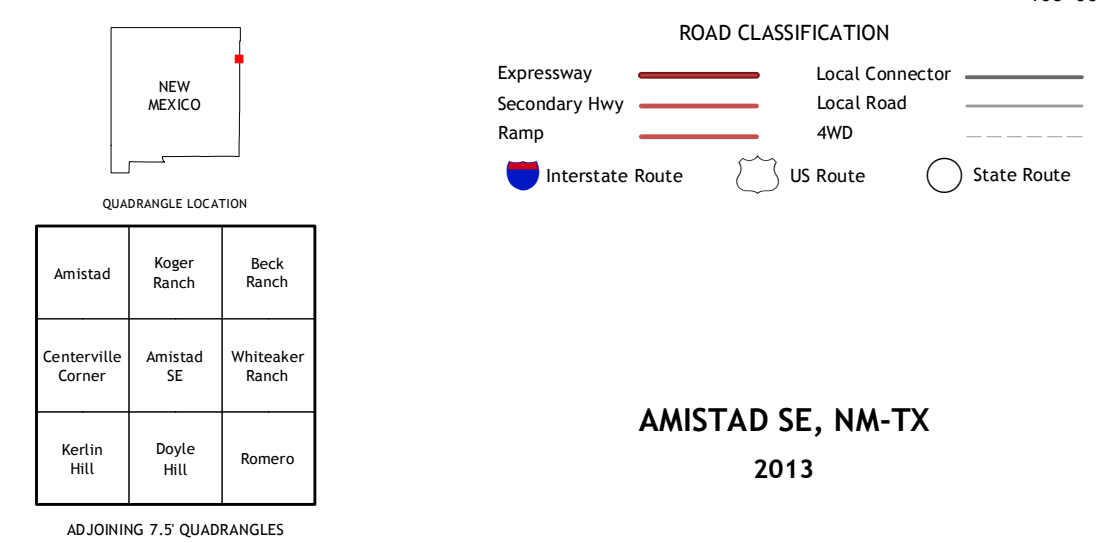 NEW
MEXICO
QUADRANGLE LOCATION
ROAD CLASSIFICATION
Expressway
Local Connector
Secondary Hwy
Local Road
Ramp
4WD
Interstate Route
US Route
State Route
Amistad
Koger
Ranch
Beck
Ranch
Centerville
Corner
Amistad
SE
Whiteaker
Ranch
Kerlin
Hill
Doyle
Hill
Romero
ADJOINING 7.5' QUADRANGLES
AMISTAD SE, NM-TX
2013